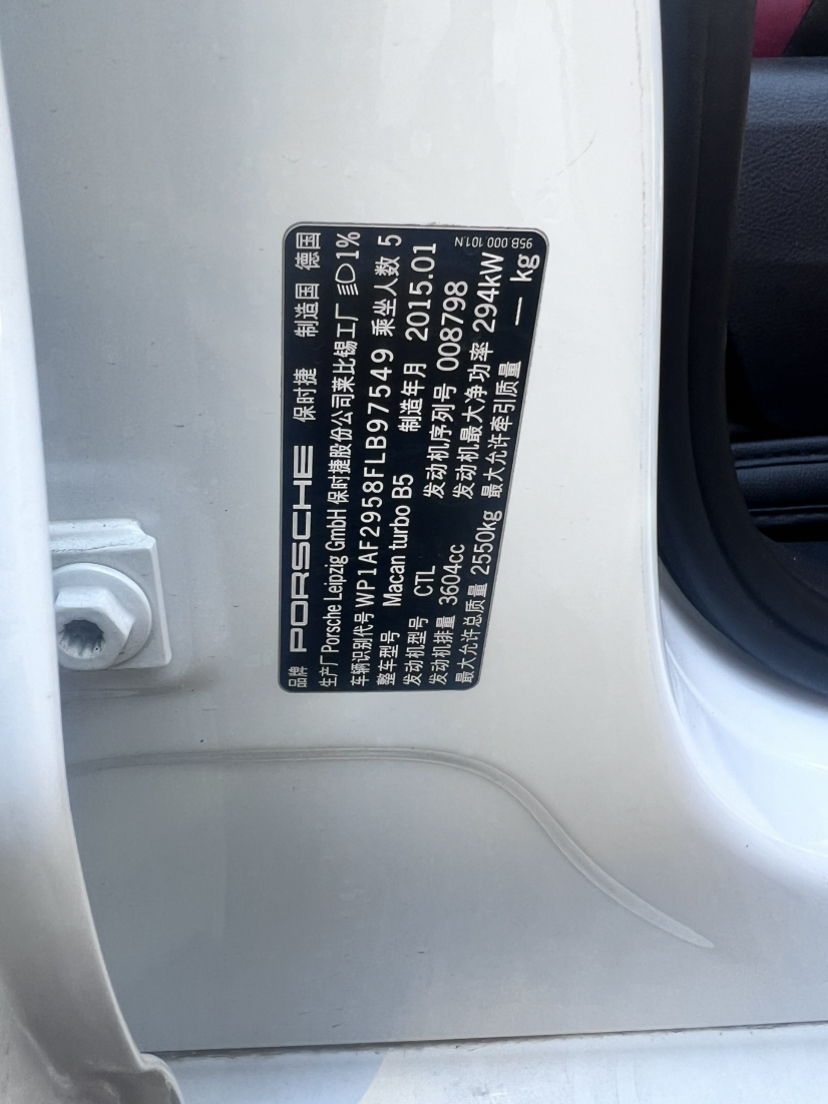 品牌 PORSCHE 保时捷 制造国 德国
生产厂 Porsche Leipzig GmbH 保时捷股份公司莱比锡工厂 1%
车辆识别代号 WP1AF2958FLB97549 乘坐人数 5
整车型号 Macan turbo B5 制造年月 2015.01
发动机型号 CTL 发动机序列号 008798
发动机排量 3604cc 发动机最大净功率 294kW
最大允许总质量 2550kg 最大允许牵引质量 — kg
95B.000.101.N